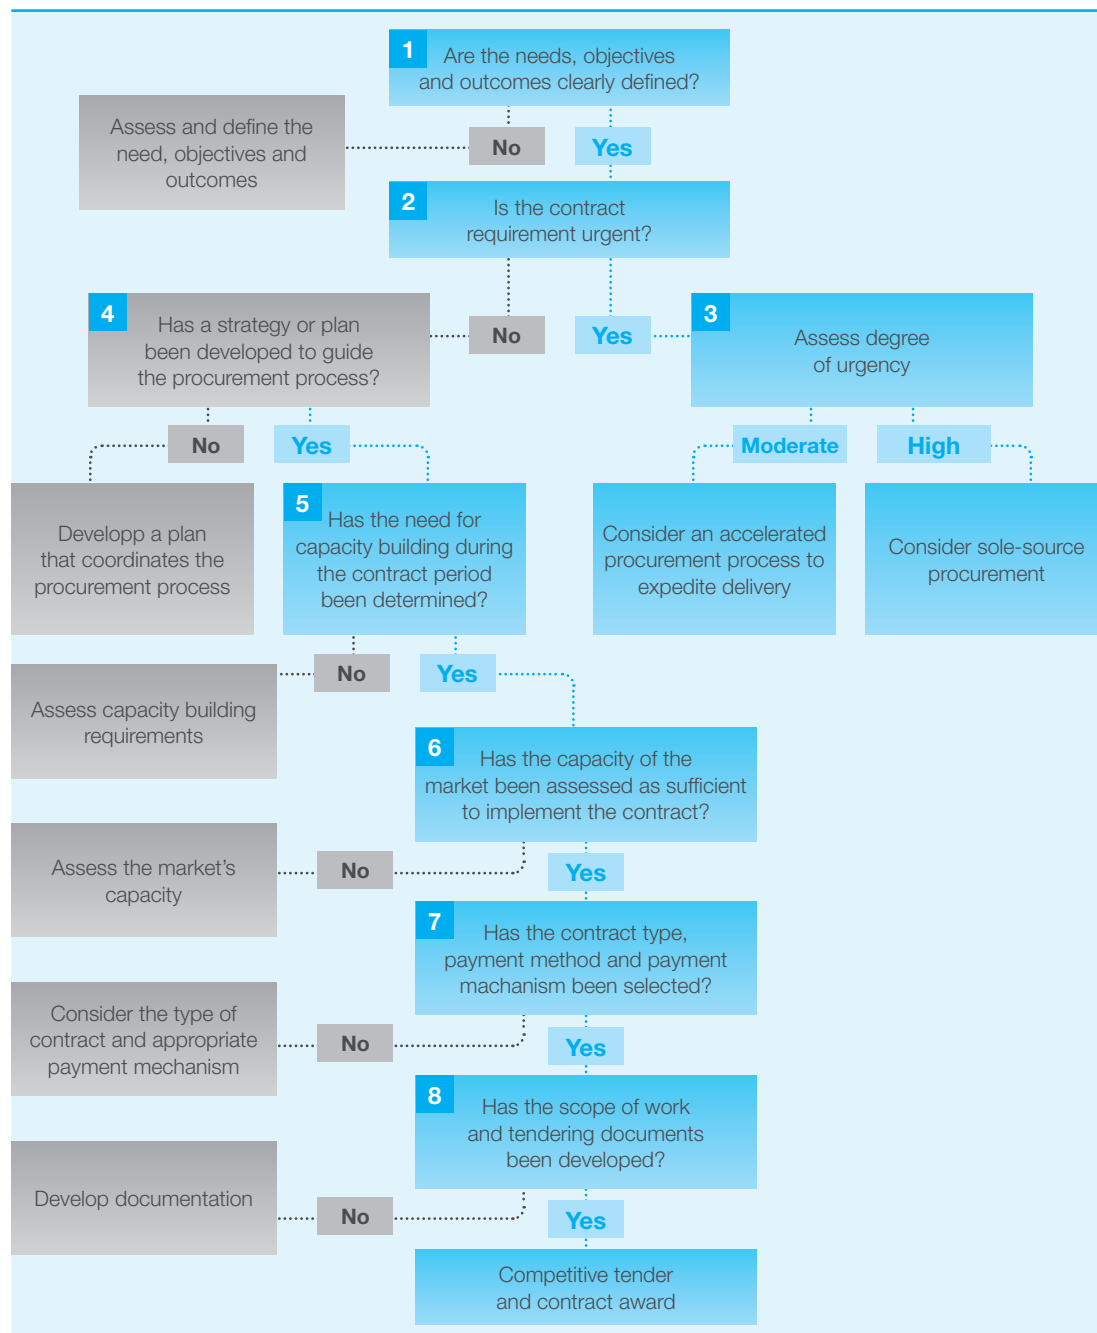 1
Are the needs, objectives
and outcomes clearly defined?
Assess and define the
need, objectives and
outcomes
No
Yes
2
Is the contract
requirement urgent?
4
Has a strategy or plan
been developed to guide
the procurement process?
No
Yes
3
Assess degree
of urgency
No
Yes
Moderate
High
Developp a plan
that coordinates the
procurement process
5
Has the need for
capacity building during
the contract period
been determined?
Consider an accelerated
procurement process to
expedite delivery
Consider sole-source
procurement
No
Yes
Assess capacity building
requirements
6
Has the capacity of the
market been assessed as sufficient
to implement the contract?
Assess the market's
capacity
No
Yes
7
Has the contract type,
payment method and payment
machanism been selected?
Consider the type of
contract and appropriate
payment mechanism
No
Yes
8
Has the scope of work
and tendering documents
been developed?
Develop documentation
No
Yes
Competitive tender
and contract award